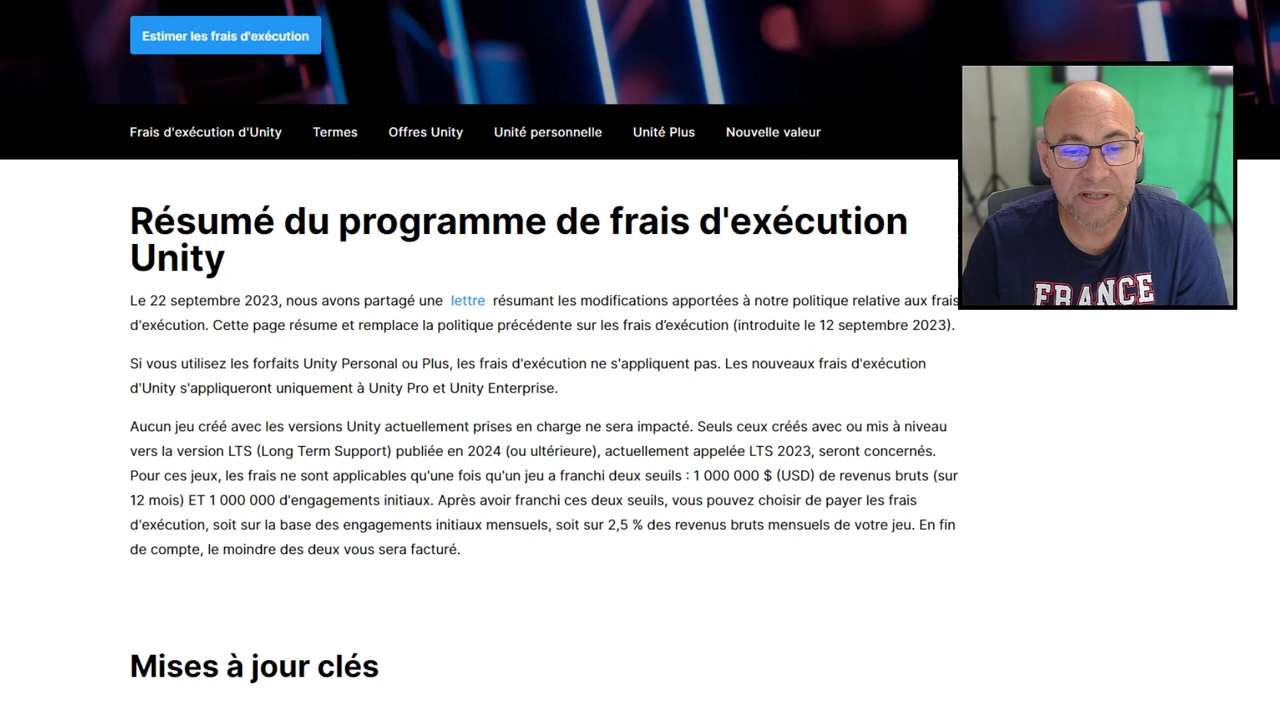 Estimer les frais d'exécution
Frais d'exécution d'Unity Termes Offres Unity Unité personnelle Unité Plus Nouvelle valeur
Résumé du programme de frais d'exécution
Unity
Le 22 septembre 2023, nous avons partagé une lettre résumant les modifications apportées à notre politique relative aux frais
d'exécution. Cette page résume et remplace la politique précédente sur les frais d’exécution (introduite le 12 septembre 2023).
Si vous utilisez les forfaits Unity Personal ou Plus, les frais d'exécution ne s'appliquent pas. Les nouveaux frais d'exécution
d'Unity s'appliqueront uniquement à Unity Pro et Unity Enterprise.
Aucun jeu créé avec les versions Unity actuellement prises en charge ne sera impacté. Seuls ceux créés avec ou mis à niveau
vers la version LTS (Long Term Support) publiée en 2024 (ou ultérieure), actuellement appelée LTS 2023, seront concernés.
Pour ces jeux, les frais ne sont applicables qu'une fois qu'un jeu a franchi deux seuils : 1 000 000 $ (USD) de revenus bruts (sur
12 mois) ET 1 000 000 d'engagements initiaux. Après avoir franchi ces deux seuils, vous pouvez choisir de payer les frais
d'exécution, soit sur la base des engagements initiaux mensuels, soit sur 2,5 % des revenus bruts mensuels de votre jeu. En fin
de compte, le moindre des deux vous sera facturé.
Mises à jour clés
FRANCE